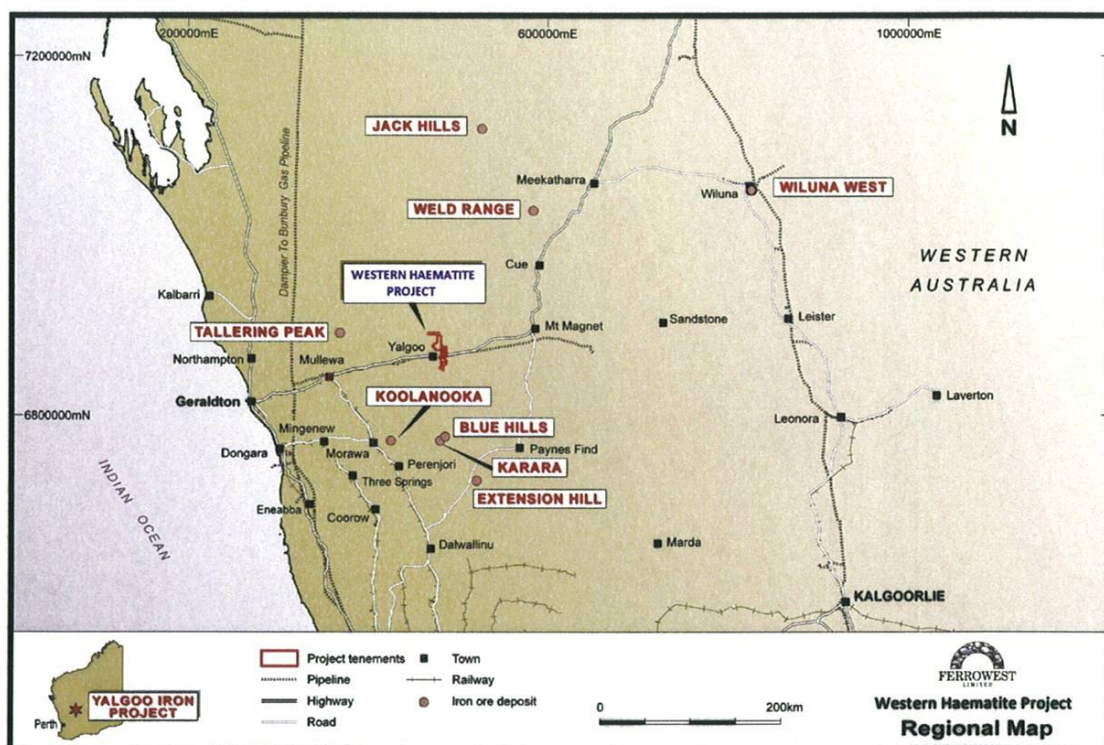 200000mE
600000mE
1000000mE
7200000mN
N
JACK HILLS
Dampier To Bunbury Gas Pipeline
Meekatharra
Wiluna
WILUNA WEST
WELD RANGE
WESTERN
AUSTRALIA
Cue
WESTERN HAEMATITE
PROJECT
Kalbarri
TALLERING PEAK
Mt Magnet
Sandstone
Leister
Yalgoo
Northampton
Mullewa
Geraldton
KOOLANOOKA
Laverton
6800000mN
Mingenew
BLUE HILLS
Leonora
Dongara
Morawa
Paynes Find
KARARA
Perenjori
Three Springs
EXTENSION HILL
INDIAN OCEAN
Eneabba
Coorow
Dalwallinu
Marda
KALGOORLIE
YALGOO IRON
PROJECT
Perth
Project tenements
Town
Pipeline
Railway
Highway
Iron ore deposit
Road
0
200km
FERROWEST
LIMITED
Western Haematite Project
Regional Map